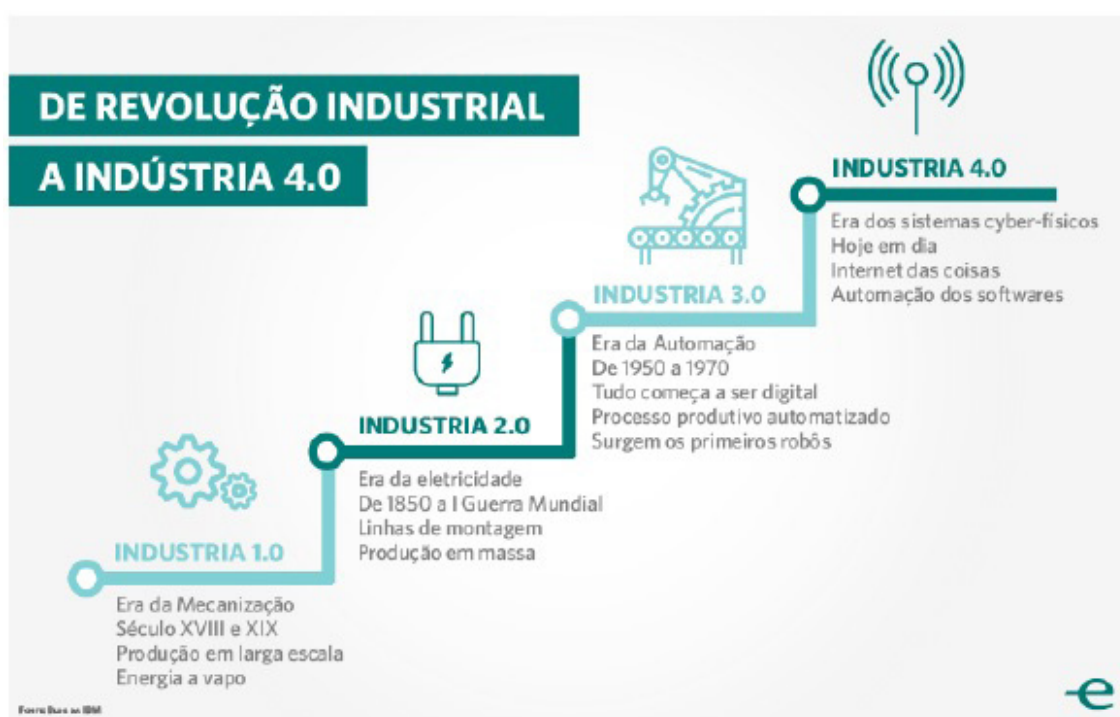 DE REVOLUÇÃO INDUSTRIAL
A INDÚSTRIA 4.0
INDUSTRIA 4.0
Era dos sistemas cyber-físicos
Hoje em dia
Internet das coisas
Automação dos softwares
INDUSTRIA 3.0
Era da Automação
De 1950 a 1970
Tudo começa a ser digital
Processo produtivo automatizado
Surgem os primeiros robôs
INDUSTRIA 2.0
Era da eletricidade
De 1850 a I Guerra Mundial
Linhas de montagem
Produção em massa
INDUSTRIA 1.0
Era da Mecanização
Século XVIII e XIX
Produção em larga escala
Energia a vapo
IBM
e